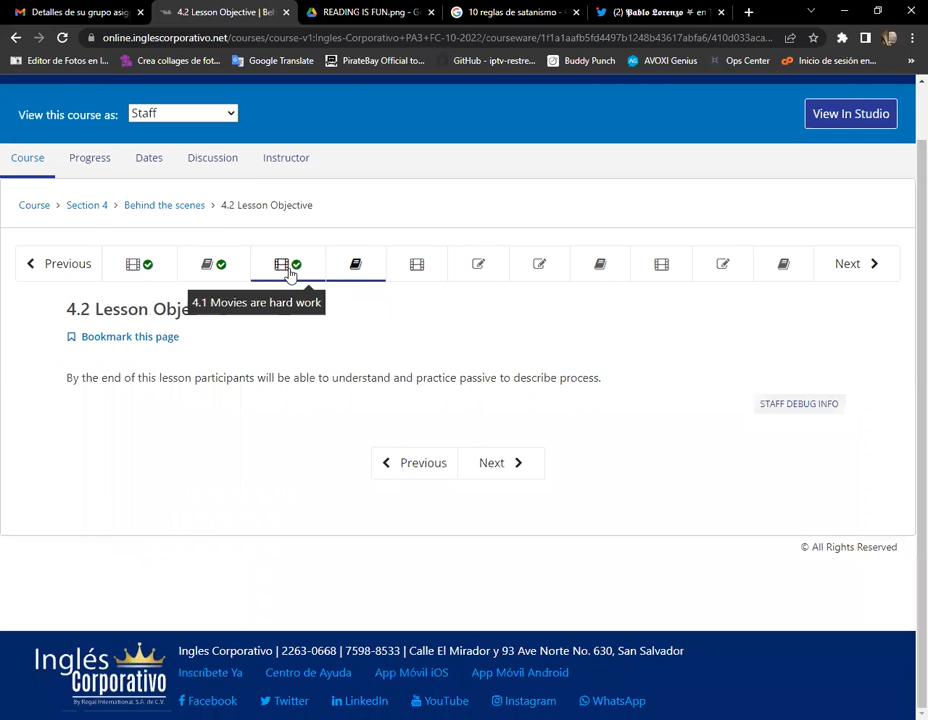 Detalles de su grupo asig
4.2 Lesson Objective | Beh
READING IS FUN.png - G
10 reglas de satanismo -
(2) 𝕻𝖆𝖇𝖑𝖔 𝕷𝖔𝖗𝖊𝖓𝖟𝖔 ⛧ en T
online.inglescorporativo.net/courses/course-v1:Ingles-Corporativo+PA3+FC-10-2022/courseware/1f1a1aafb5fd4497b1248b43617abfa6/410d033aca...
Editor de Fotos en l...
Crea collages de fot...
Google Translate
PirateBay Official to...
GitHub - iptv-restre...
Buddy Punch
AVOXI Genius
Ops Center
Inicio de sesión en...
»
View this course as:
Staff
View In Studio
Course
Progress
Dates
Discussion
Instructor
Course > Section 4 > Behind the scenes > 4.2 Lesson Objective
Previous
Next
4.1 Movies are hard work
4.2 Lesson Obje
Bookmark this page
By the end of this lesson participants will be able to understand and practice passive to describe process.
STAFF DEBUG INFO
Previous
Next
© All Rights Reserved
Inglés
Corporativo
By Regal International, S.A. de C.V.
Ingles Corporativo | 2263-0668 | 7598-8533 | Calle El Mirador y 93 Ave Norte No. 630, San Salvador
Inscríbete Ya
Centro de Ayuda
App Móvil iOS
App Móvil Android
Facebook
Twitter
LinkedIn
YouTube
Instagram
WhatsApp